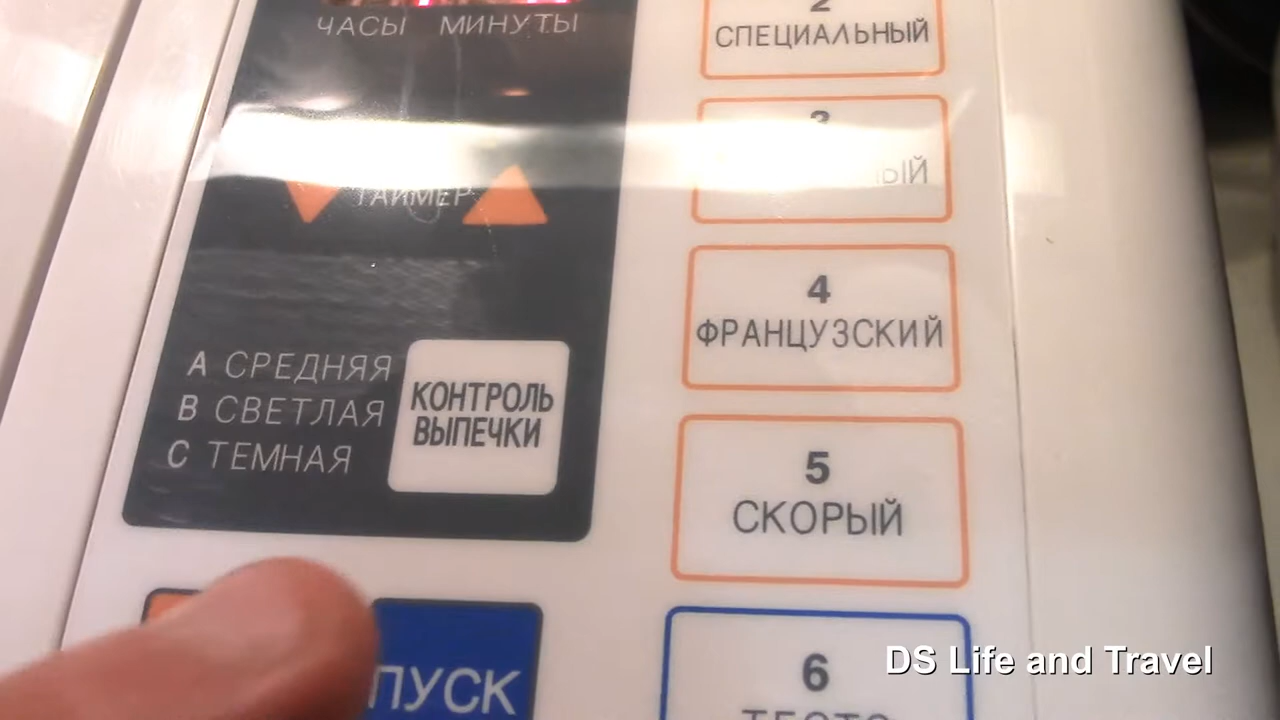 ЧАСЫ МИНУТЫ
ТАЙМЕР
A СРЕДНЯЯ
B СВЕТЛАЯ
C ТЕМНАЯ
КОНТРОЛЬ
ВЫПЕЧКИ
ПУСК
2
СПЕЦИАЛЬНЫЙ
3
4
ФРАНЦУЗСКИЙ
5
СКОРЫЙ
6
ТЕСТО
DS Life and Travel